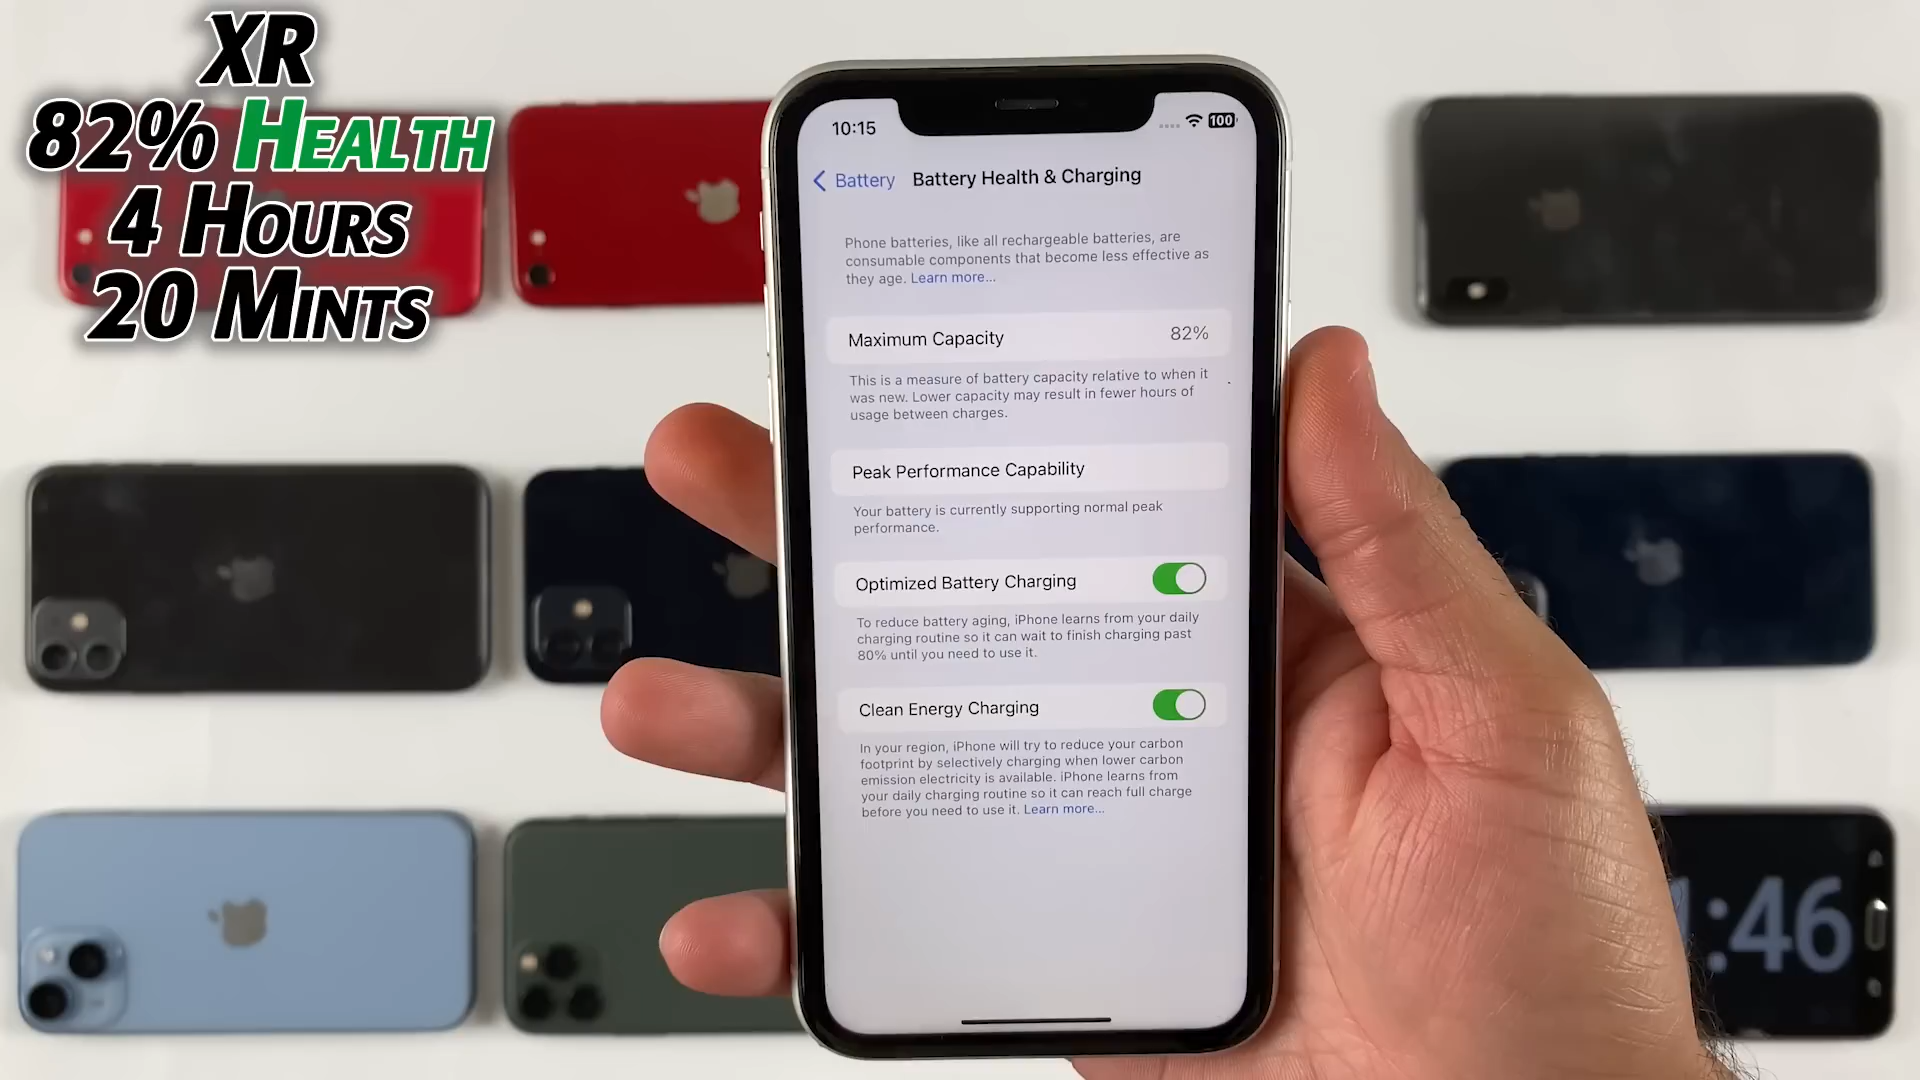 XR
82% HEALTH
4 HOURS
20 MINTS
10:15
100
Battery
Battery Health & Charging
Phone batteries, like all rechargeable batteries, are
consumable components that become less effective as
they age. Learn more...
Maximum Capacity 82%
This is a measure of battery capacity relative to when it
was new. Lower capacity may result in fewer hours of
usage between charges.
Peak Performance Capability
Your battery is currently supporting normal peak
performance.
Optimized Battery Charging
To reduce battery aging, iPhone learns from your daily
charging routine so it can wait to finish charging past
80% until you need to use it.
Clean Energy Charging
In your region, iPhone will try to reduce your carbon
footprint by selectively charging when lower carbon
emission electricity is available. iPhone learns from
your daily charging routine so it can reach full charge
before you need to use it. Learn more...
:46